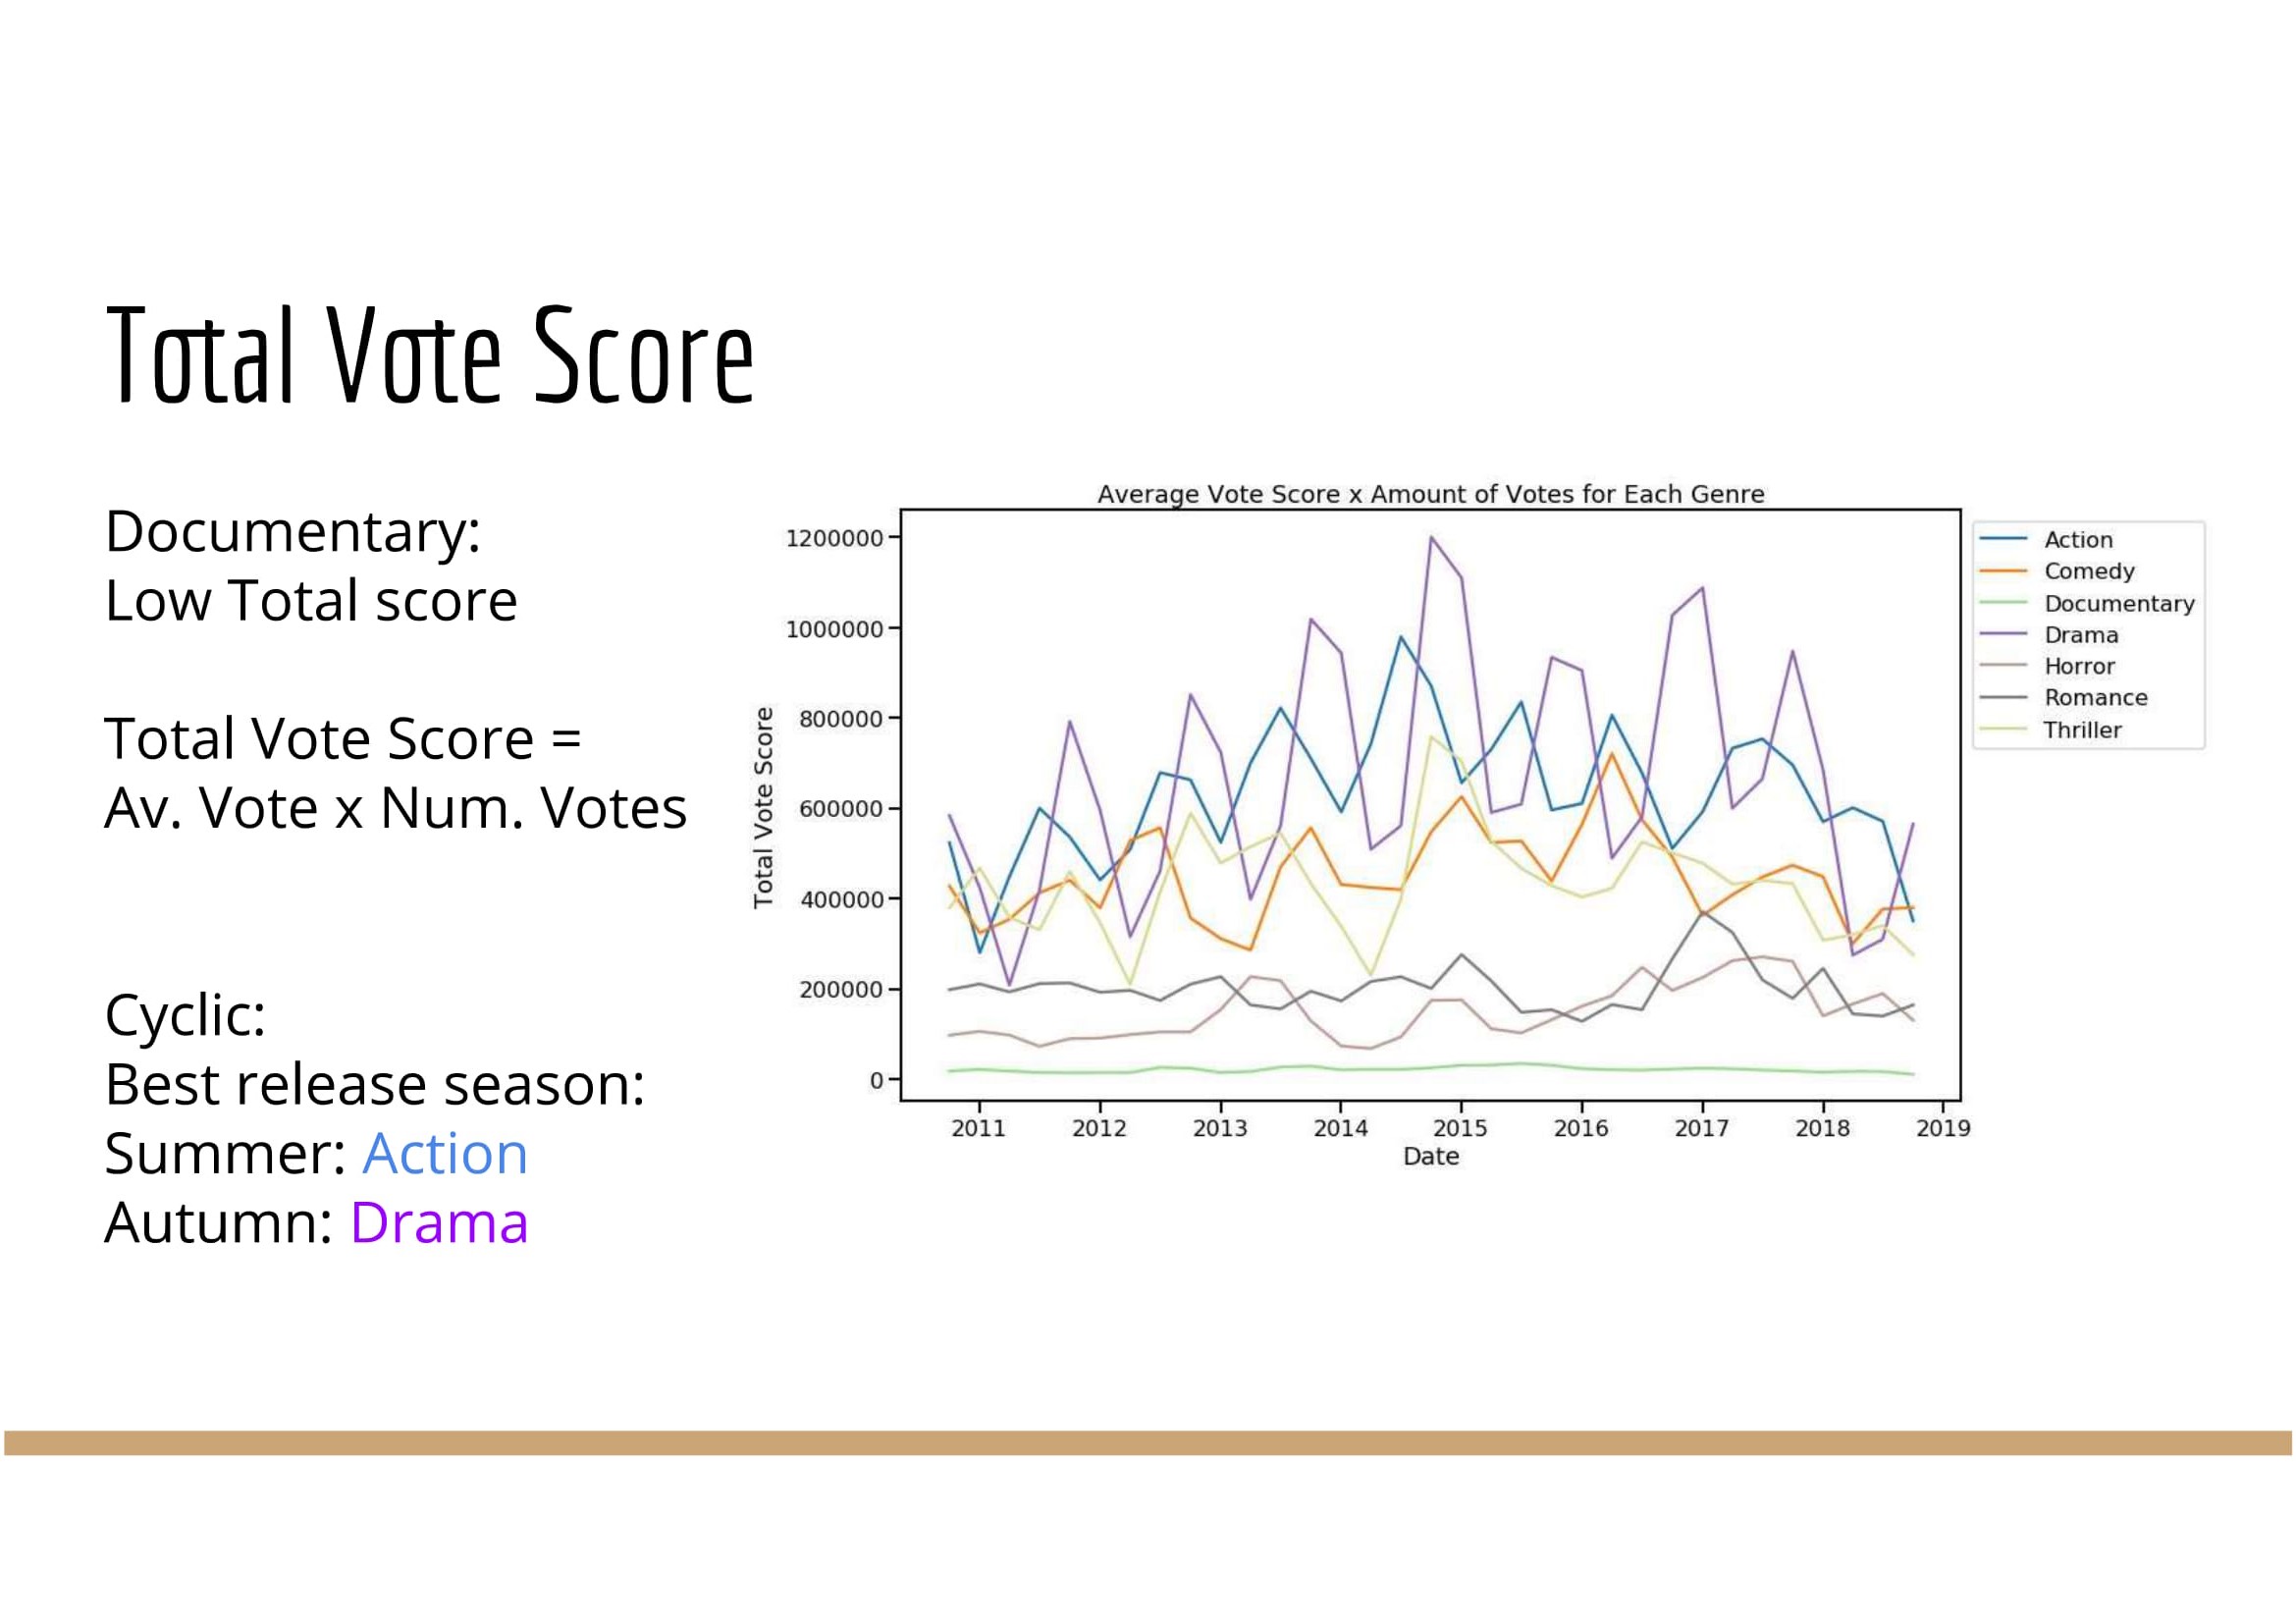 Total Vote Score
Documentary:
Low Total score
Total Vote Score =
Av. Vote x Num. Votes
Cyclic:
Best release season:
Summer: Action
Autumn: Drama
Average Vote Score x Amount of Votes for Each Genre
Total Vote Score
1200000
1000000
800000
600000
400000
200000
0
2011 2012 2013 2014 2015 2016 2017 2018 2019
Date
Action
Comedy
Documentary
Drama
Horror
Romance
Thriller